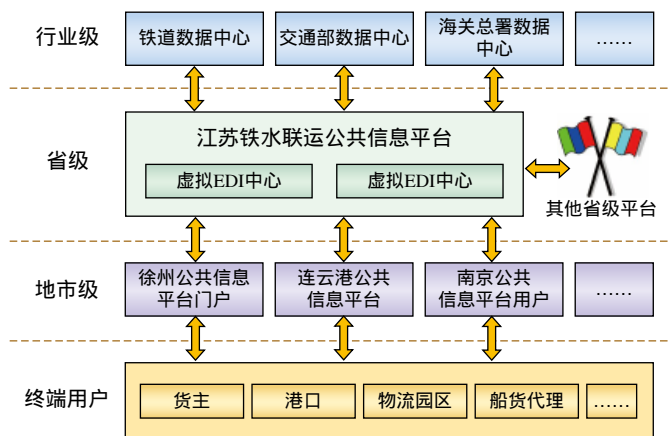 行业级
铁道数据中心
交通部数据中心
海关总署数据
中心
……
省级
江苏铁水联运公共信息平台
虚拟EDI中心
虚拟EDI中心
其他省级平台
地市级
徐州公共信息
平台门户
连云港公共
信息平台
南京公共
信息平台用户
……
终端用户
货主
港口
物流园区
船货代理
……